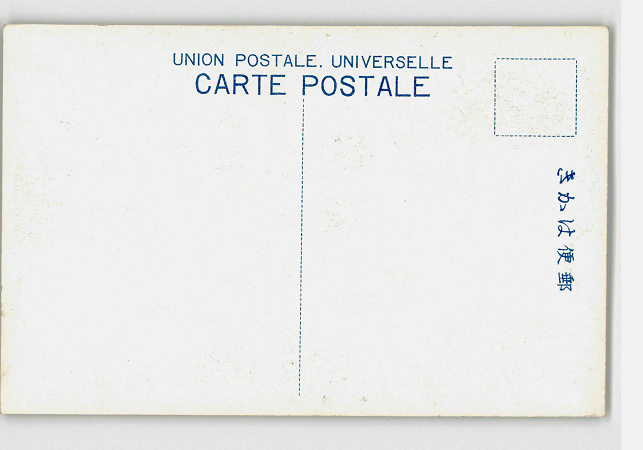 UNION POSTALE. UNIVERSELLE
CARTE POSTALE
きかは便郵